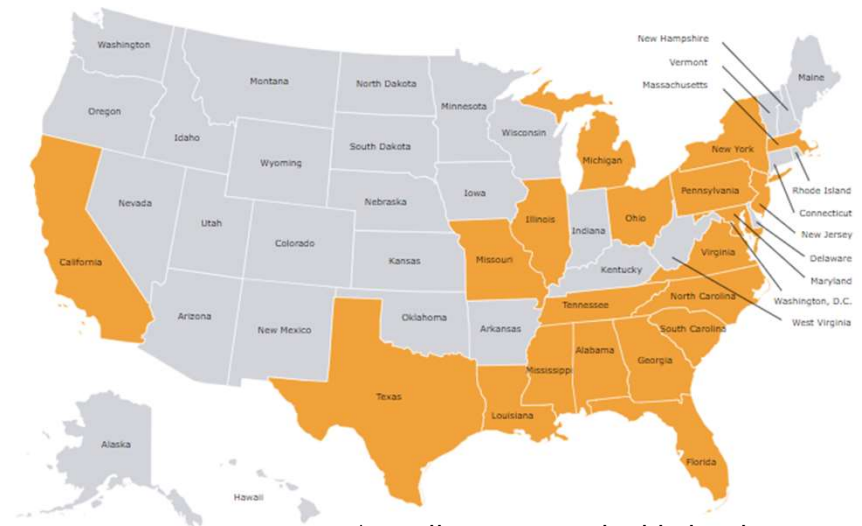 New Hampshire
Vermont
Massachusetts
Washington
Montana
North Dakota
Minnesota
Maine
Oregon
Idaho
Wisconsin
South Dakota
Wyoming
Michigan
New York
Nebraska
Iowa
Pennsylvania
Rhode Island
Nevada
Utah
Illinois
Indiana
Ohio
Connecticut
Colorado
New Jersey
California
Kansas
Missouri
Kentucky
Virginia
Delaware
Maryland
Arizona
New Mexico
Oklahoma
Arkansas
Tennessee
North Carolina
Washington, D.C.
South Carolina
West Virginia
Mississippi
Alabama
Georgia
Texas
Louisiana
Alaska
Florida
Hawaii